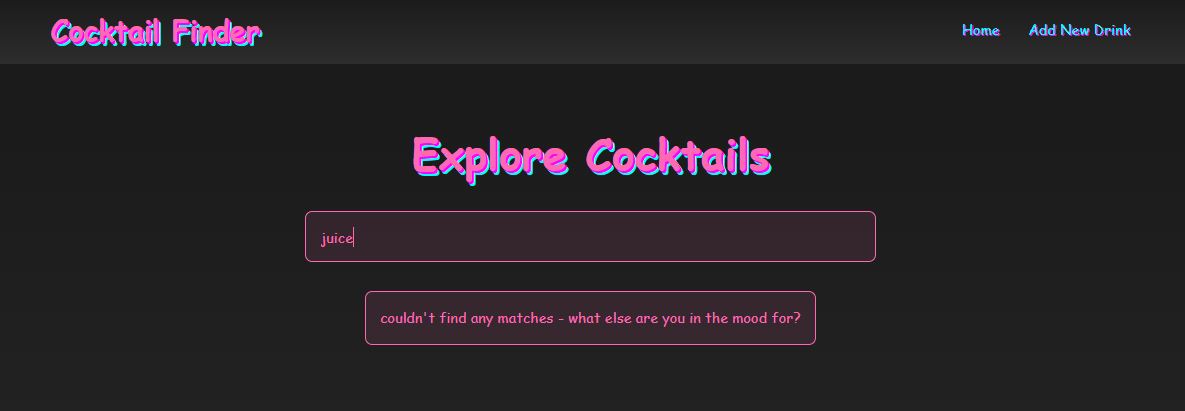 Cocktail Finder
Home
Add New Drink
Explore Cocktails
juice
couldn't find any matches - what else are you in the mood for?